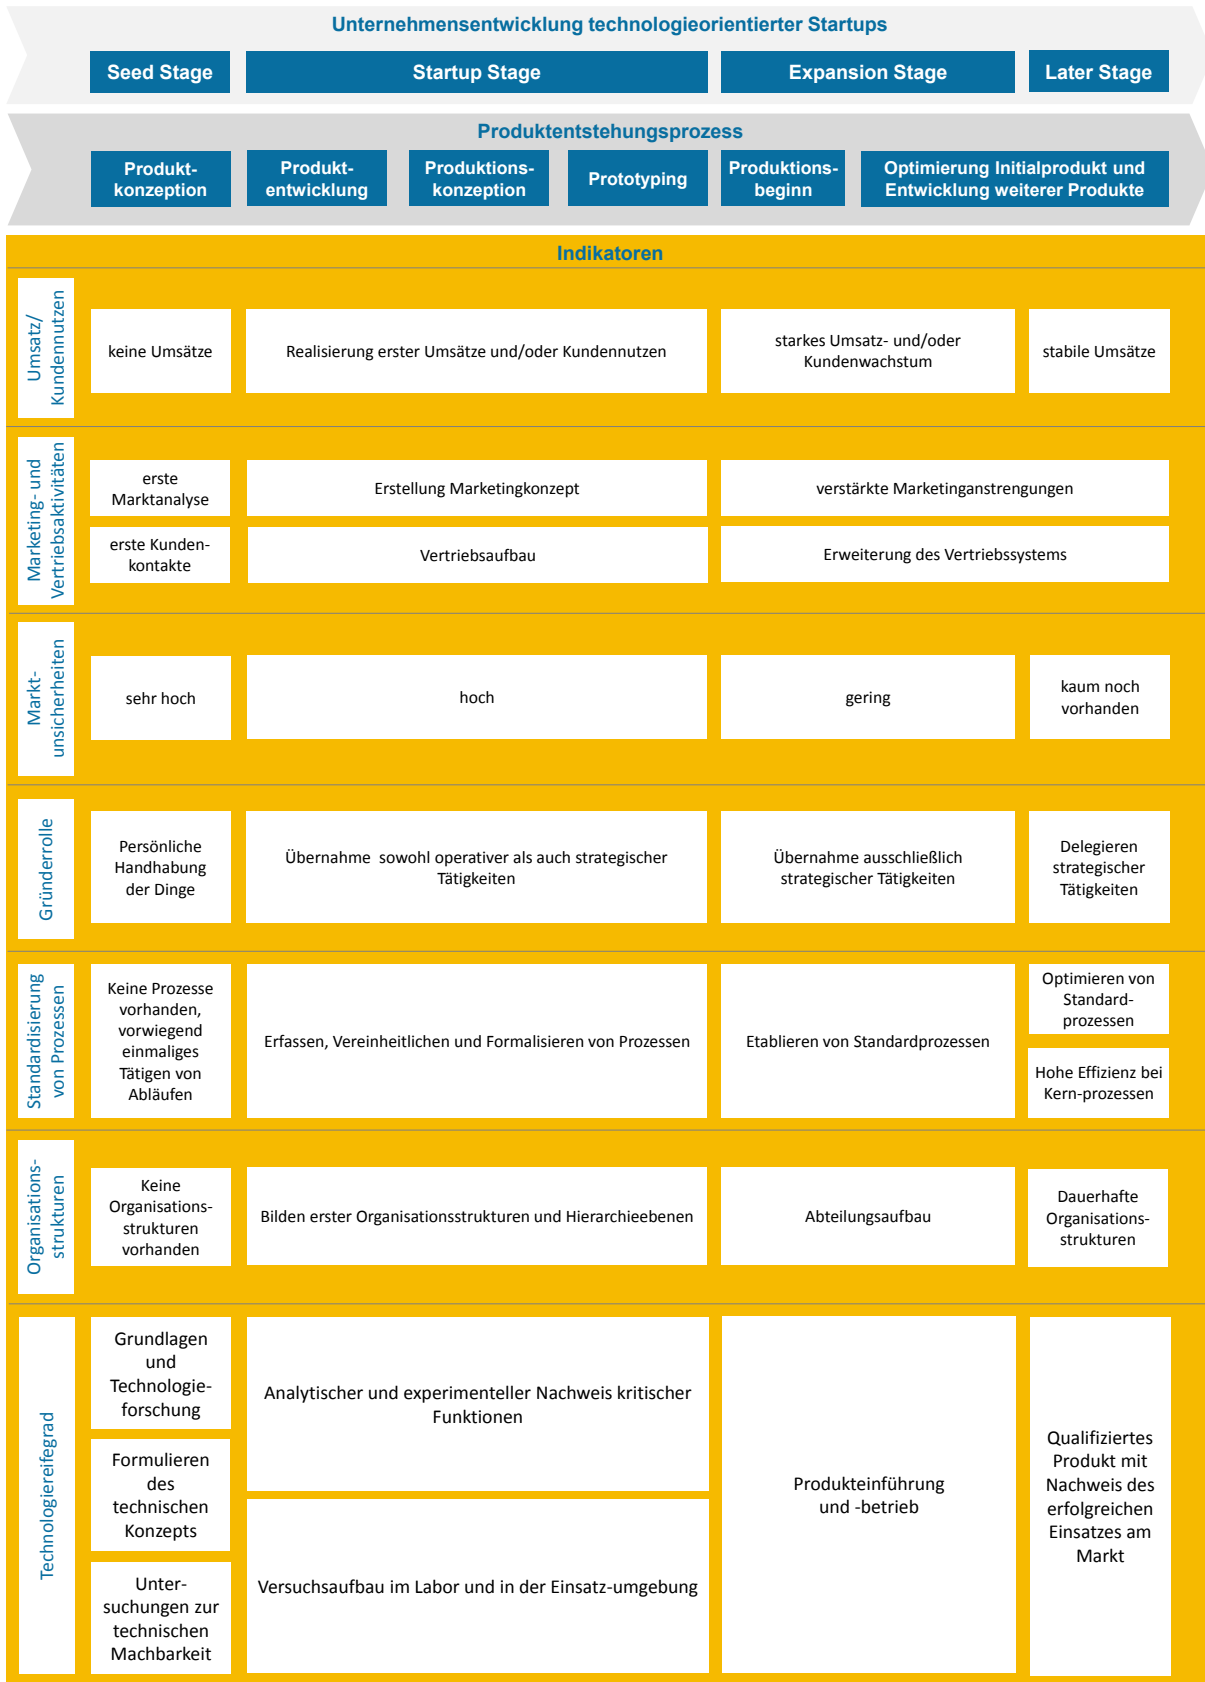 Unternehmensentwicklung technologieorientierter Startups
Seed Stage
Startup Stage
Expansion Stage
Later Stage
Produktentstehungsprozess
Produkt-
konzeption
Produkt-
entwicklung
Produktions-
konzeption
Prototyping
Produktions-
beginn
Optimierung Initialprodukt und
Entwicklung weiterer Produkte
Indikatoren
Umsatz/
Kundennutzen
keine Umsätze
Realisierung erster Umsätze und/oder Kundennutzen
starkes Umsatz- und/oder
Kundenwachstum
stabile Umsätze
Marketing- und
Vertriebsaktivitäten
erste
Marktanalyse
Erstellung Marketingkonzept
verstärkte Marketinganstrengungen
erste Kunden-
kontakte
Vertriebsaufbau
Erweiterung des Vertriebssystems
Markt-
unsicherheiten
sehr hoch
hoch
gering
kaum noch
vorhanden
Gründerrolle
Persönliche
Handhabung
der Dinge
Übernahme  sowohl operativer als auch strategischer
Tätigkeiten
Übernahme ausschließlich
strategischer Tätigkeiten
Delegieren
strategischer
Tätigkeiten
Standardisierung
von Prozessen
Keine Prozesse
vorhanden,
vorwiegend
einmaliges
Tätigen von
Abläufen
Erfassen, Vereinheitlichen und Formalisieren von Prozessen
Etablieren von Standardprozessen
Optimieren von
Standard-
prozessen
Hohe Effizienz bei
Kern-prozessen
Organisations-
strukturen
Keine
Organisations-
strukturen
vorhanden
Bilden erster Organisationsstrukturen und Hierarchieebenen
Abteilungsaufbau
Dauerhafte
Organisations-
strukturen
Technologiereifegrad
Grundlagen
und
Technologie-
forschung
Formulieren
des
technischen
Konzepts
Unter-
suchungen zur
technischen
Machbarkeit
Analytischer und experimenteller Nachweis kritischer
Funktionen
Versuchsaufbau im Labor und in der Einsatz-umgebung
Produkteinführung
und -betrieb
Qualifiziertes
Produkt mit
Nachweis des
erfolgreichen
Einsatzes am
Markt